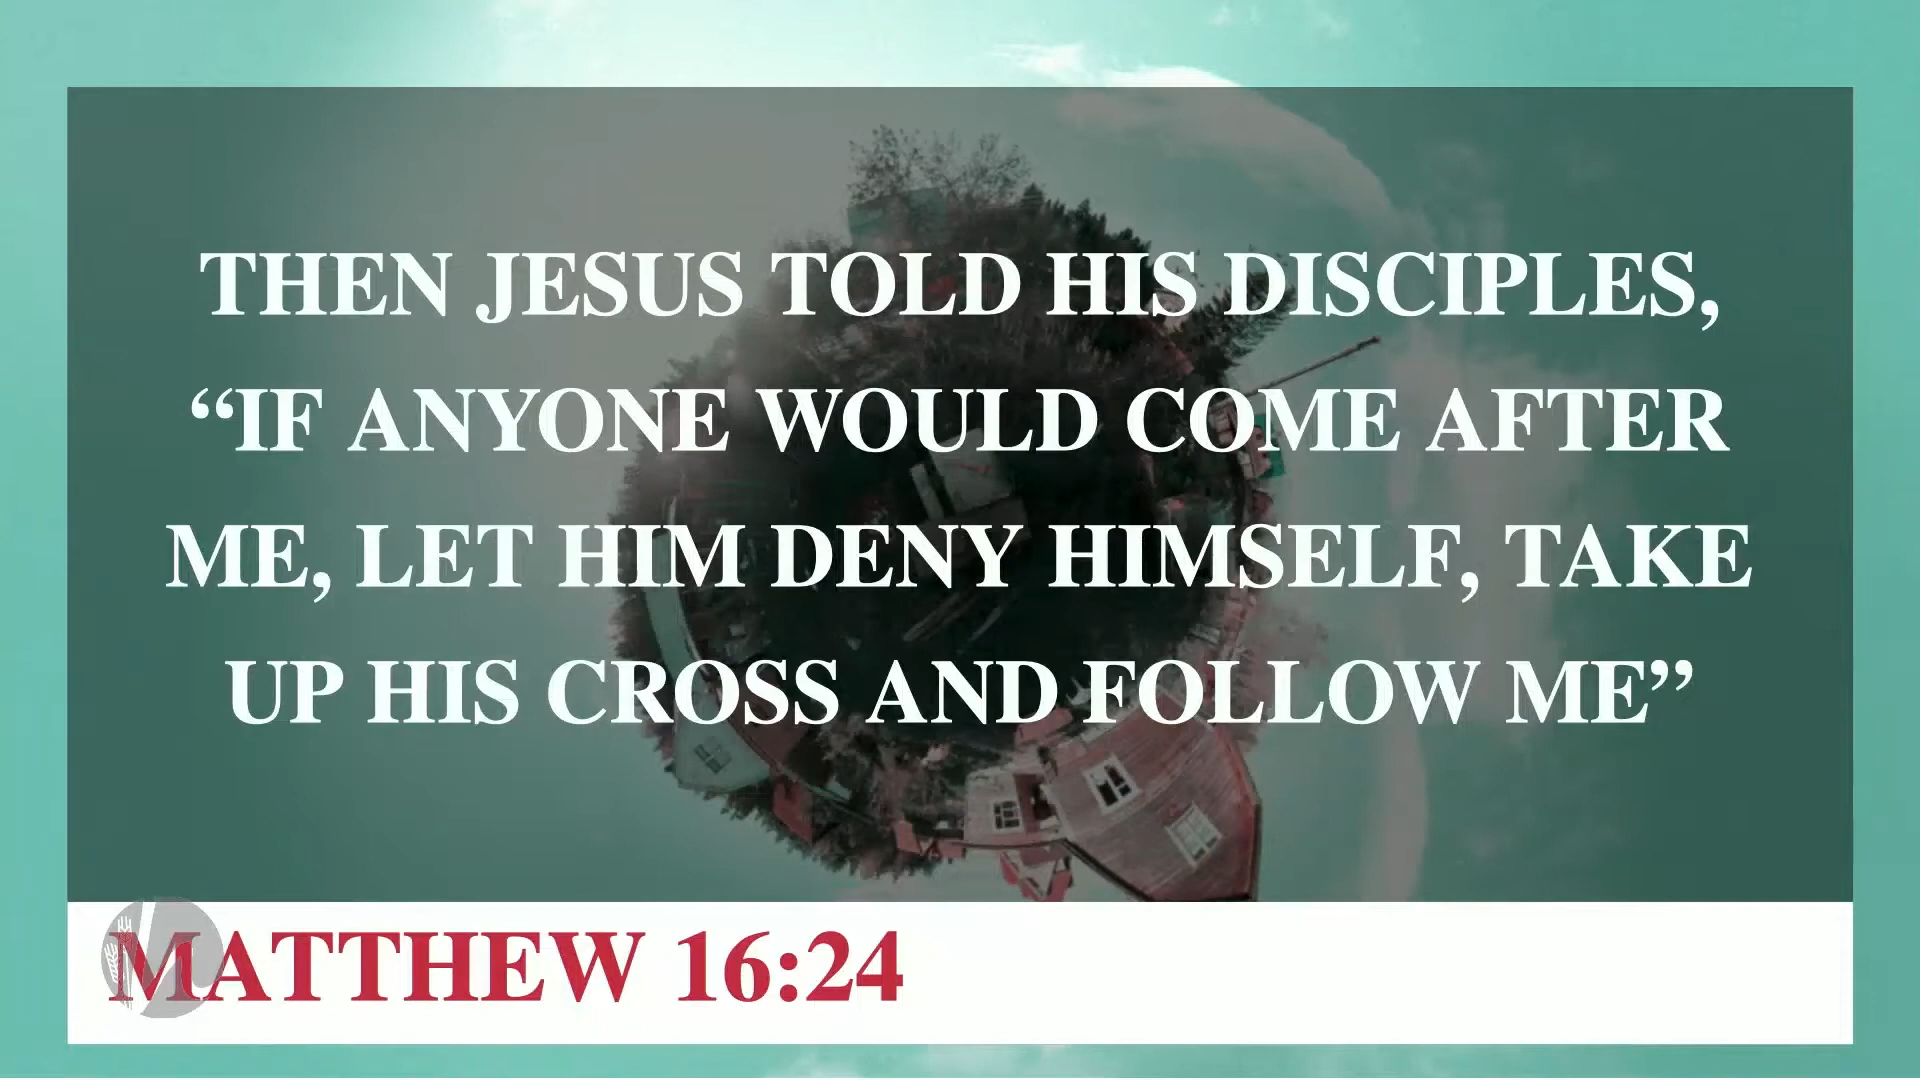 THEN JESUS TOLD HIS DISCIPLES,
“IF ANYONE WOULD COME AFTER
ME, LET HIM DENY HIMSELF, TAKE
UP HIS CROSS AND FOLLOW ME”
MATTHEW 16:24